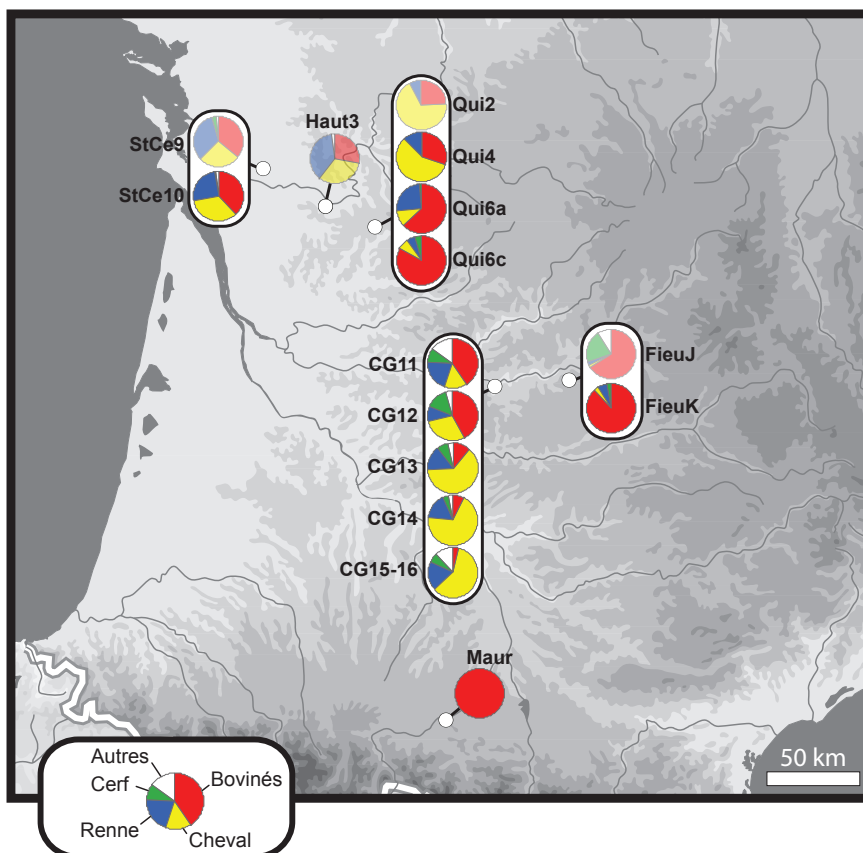 Qui2
Haut3
StCe9
Qui4
StCe10
Qui6a
Qui6c
FieuJ
CG11
FieuK
CG12
CG13
CG14
CG15-16
Maur
50 km
Autres
Cerf
Bovinés
Renne
Cheval